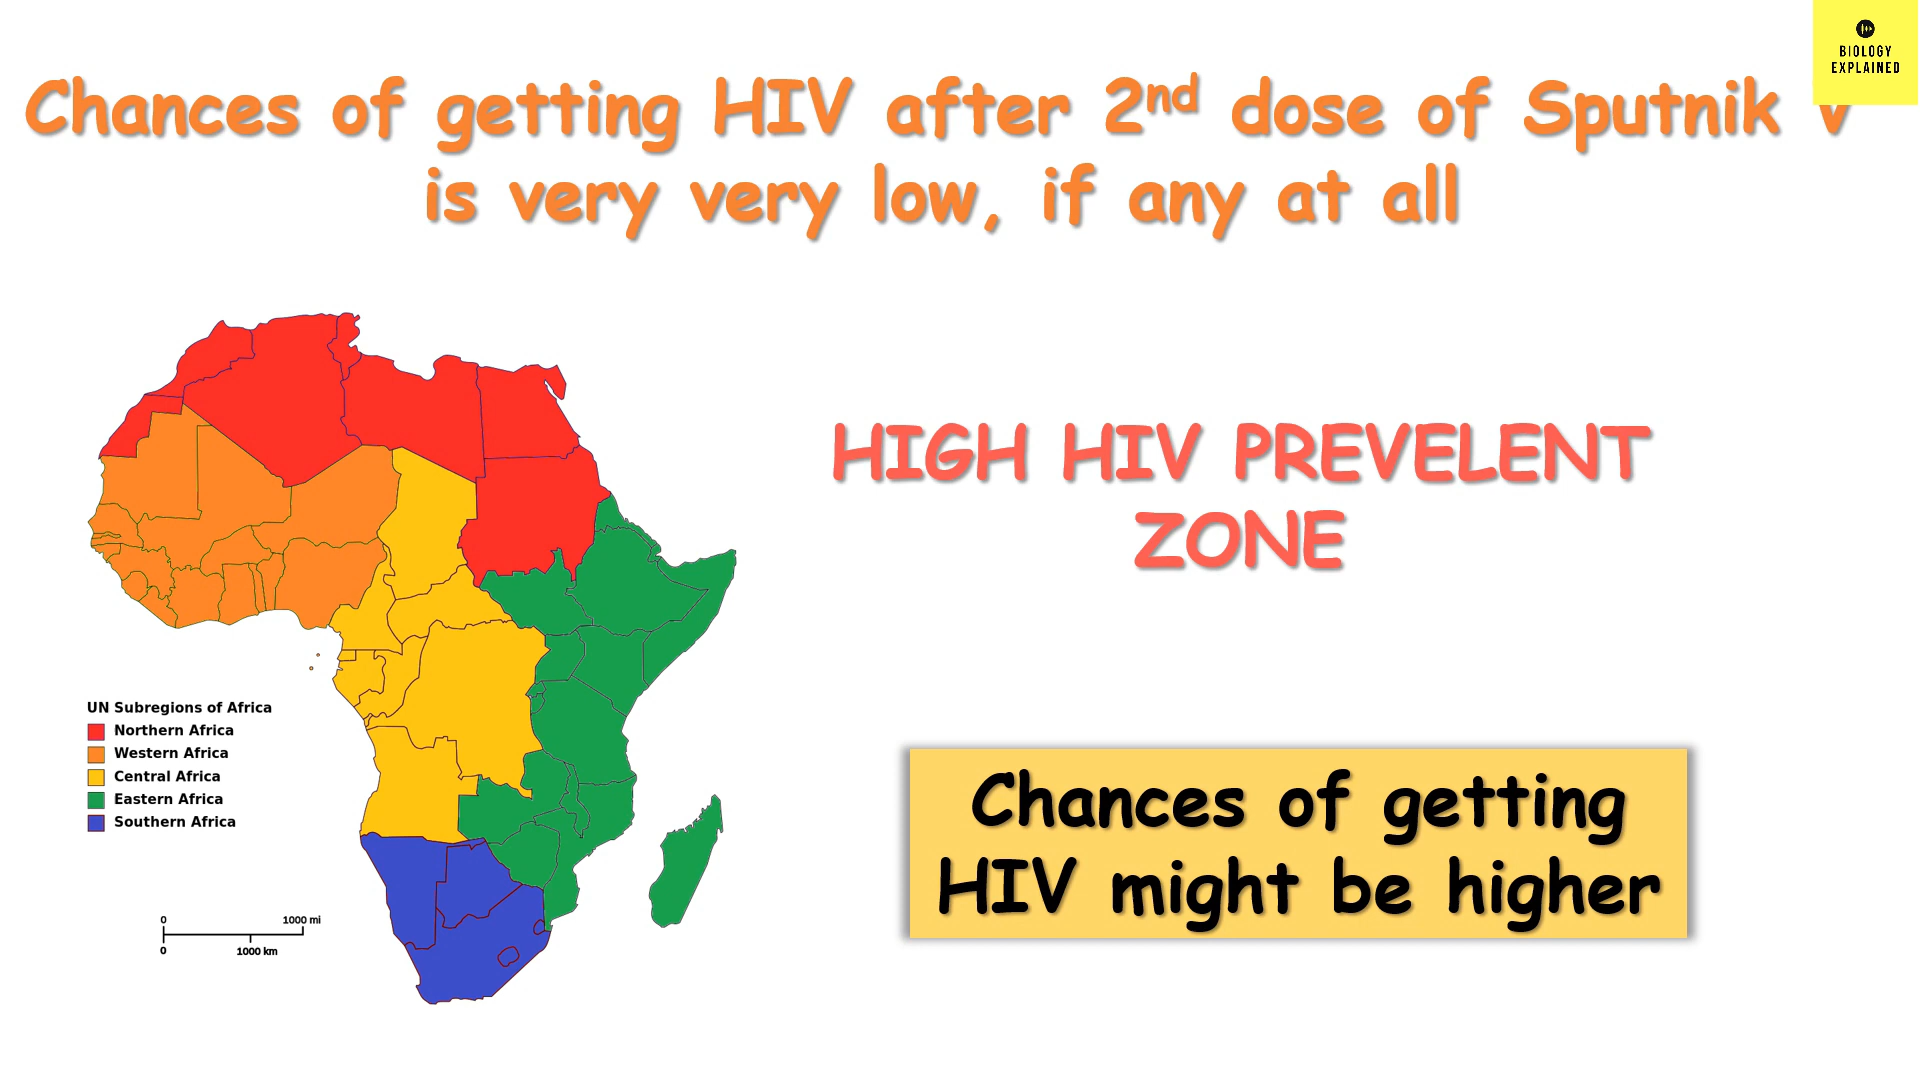 BIOLOGY
EXPLAINED
Chances of getting HIV after 2nd dose of Sputnik V
is very very low, if any at all
HIGH HIV PREVELENT
ZONE
UN Subregions of Africa
Northern Africa
Western Africa
Central Africa
Eastern Africa
Southern Africa
0 1000 mi
0 1000 km
Chances of getting
HIV might be higher